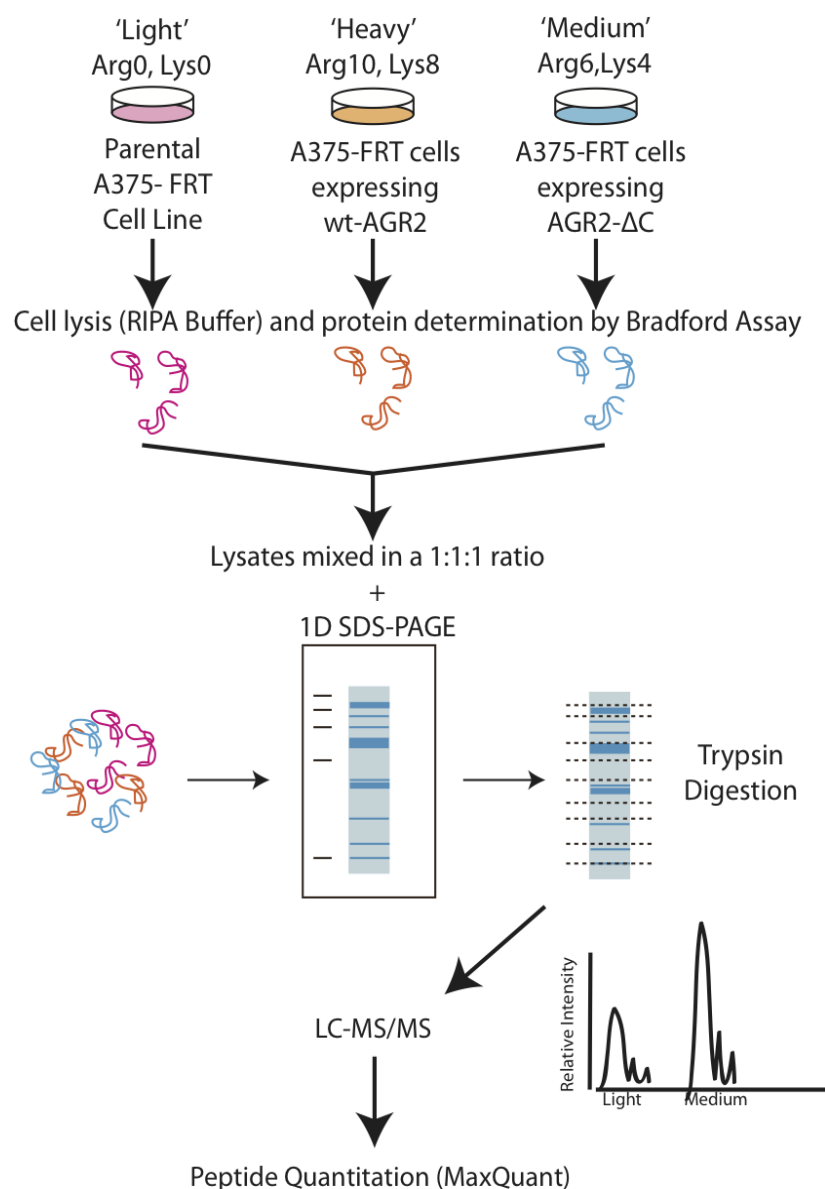 'Light'
Arg0, Lys0
Parental
A375- FRT
Cell Line
'Heavy'
Arg10, Lys8
A375-FRT cells
expressing
wt-AGR2
'Medium'
Arg6,Lys4
A375-FRT cells
expressing
AGR2-ΔC
Cell lysis (RIPA Buffer) and protein determination by Bradford Assay
Lysates mixed in a 1:1:1 ratio
+
1D SDS-PAGE
Trypsin
Digestion
LC-MS/MS
Relative Intensity
Light
Medium
Peptide Quantitation (MaxQuant)